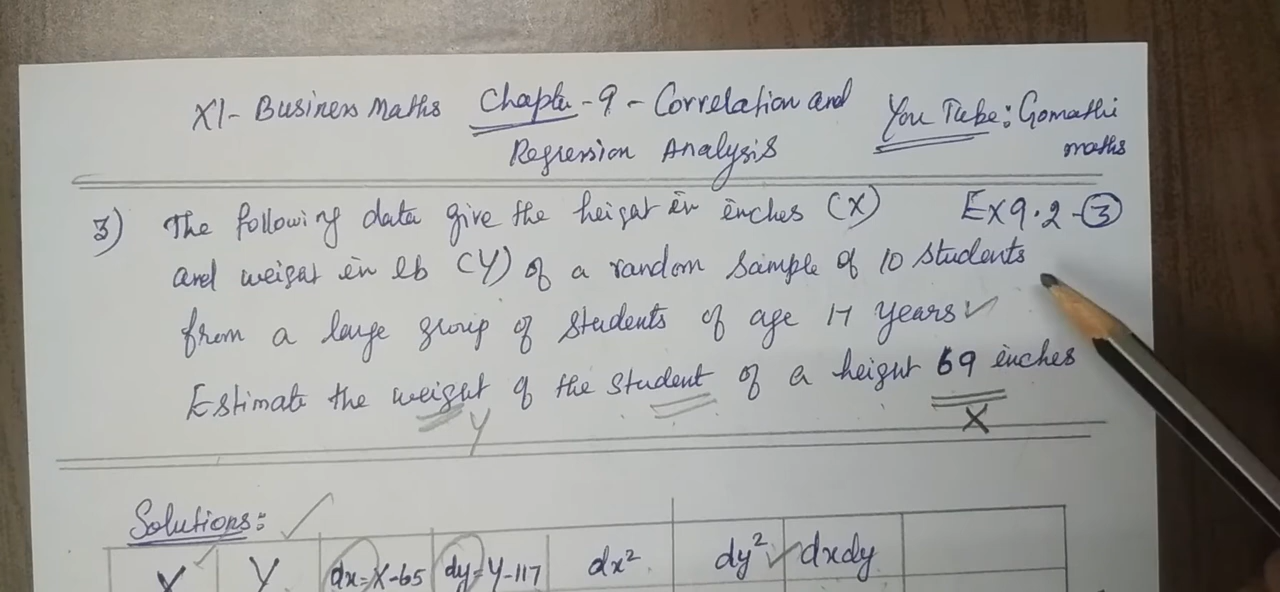 XI- Business Maths Chapter -9 - Correlation and
Regression Analysis
You Tube: Gomathi
maths
3) The following data give the heigat in inches (X) Ex 9.2 - 3
and weigat in lb (Y) of a random Sample of 10 students
from a large group of students of age 17 years
Estimate the weight of the student of a height 69 inches
Y X
Solutions:
X Y dx=X-65 dy=Y-117 dx² dy² dxdy